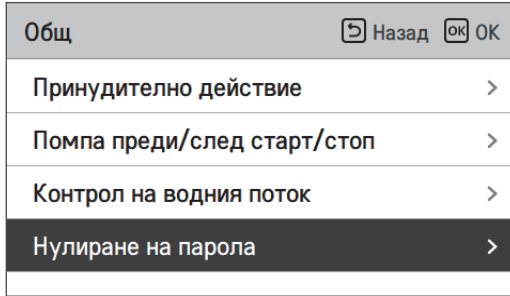 Общ Назад OK OK
Принудително действие
Помпа преди/след старт/стоп
Контрол на водния поток
Нулиране на парола